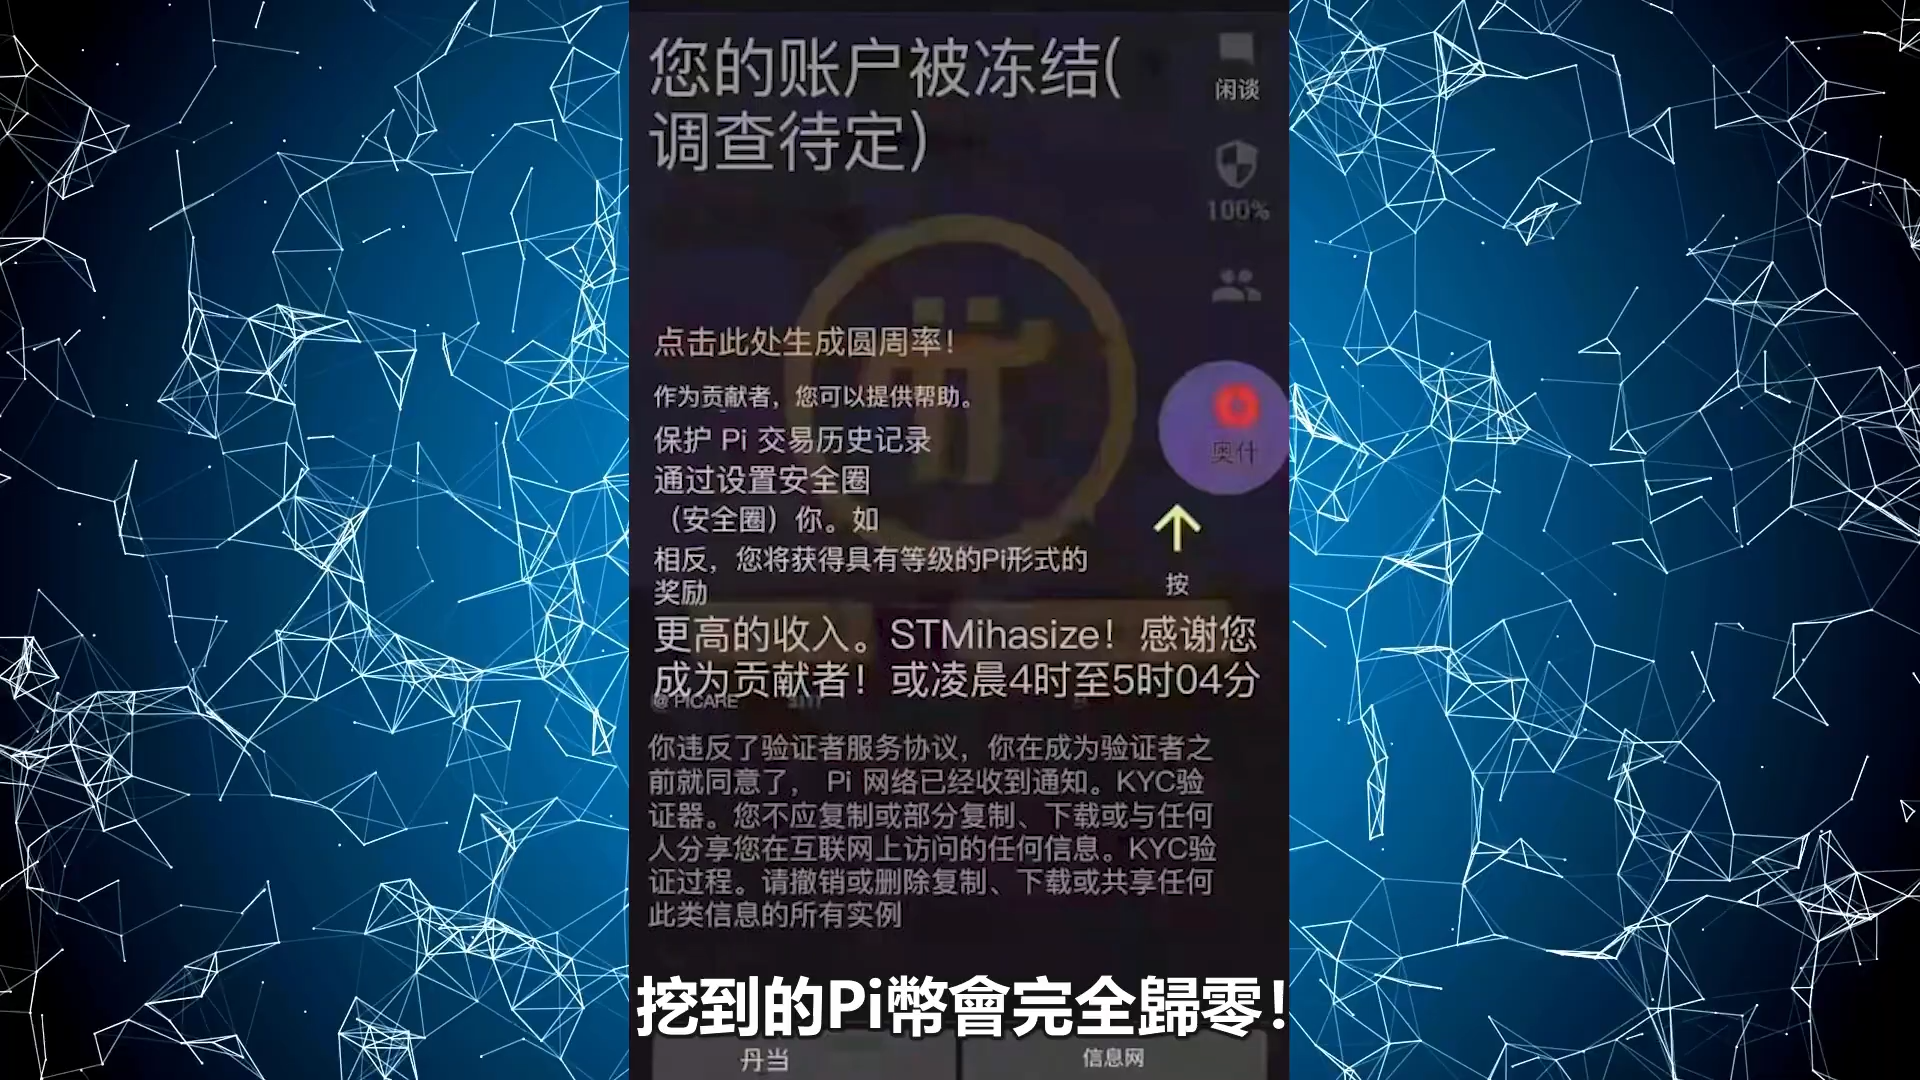 您的账户被冻结(
调查待定)
闲谈
100%
点击此处生成圆周率!
作为贡献者，您可以提供帮助。
保护 Pi 交易历史记录
通过设置安全圈
（安全圈）你。如
相反，您将获得具有等级的Pi形式的
奖励
奥什
按
更高的收入。STMihasize！感谢您
成为贡献者！或凌晨4时至5时04分
@ PICARE
你违反了验证者服务协议，你在成为验证者之
前就同意了， Pi 网络已经收到通知。KYC验
证器。您不应复制或部分复制、下载或与任何
人分享您在互联网上访问的任何信息。KYC验
证过程。请撤销或删除复制、下载或共享任何
此类信息的所有实例
挖到的Pi幣會完全歸零!
丹当
信息网